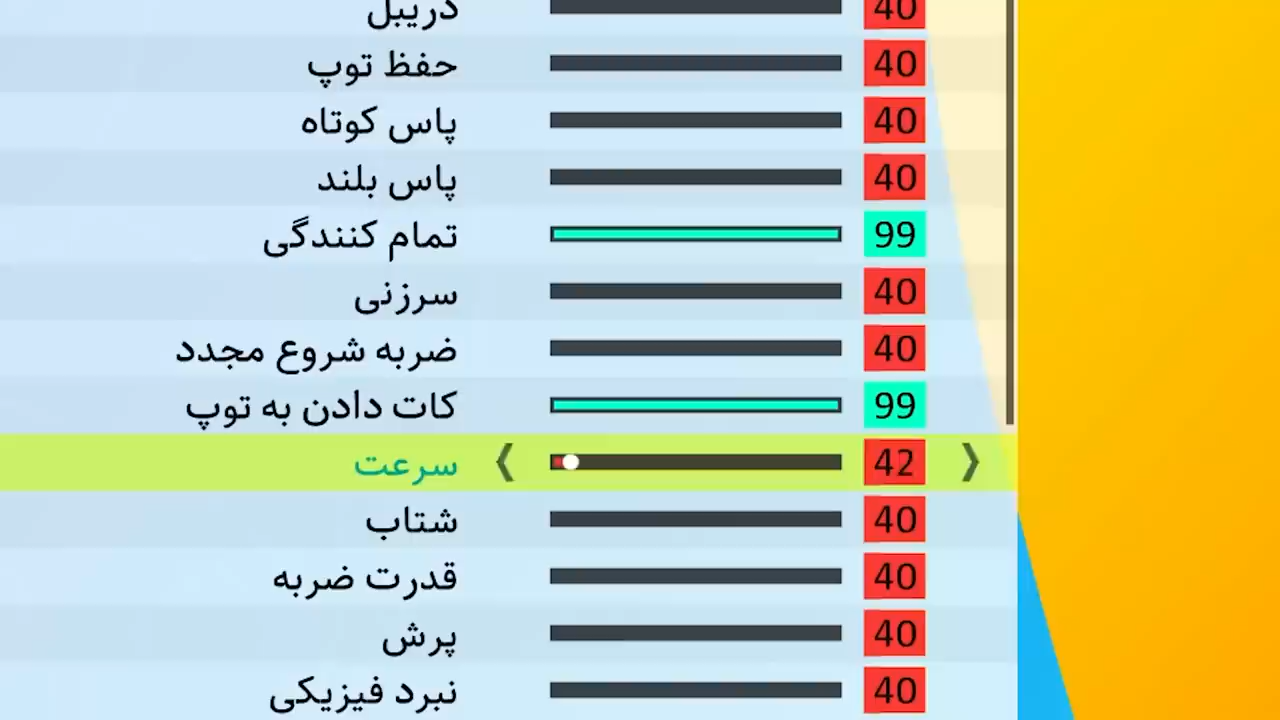 دریبل 40
حفظ توپ 40
پاس کوتاه 40
پاس بلند 40
تمام کنندگی 99
سرزنی 40
ضربه شروع مجدد 40
کات دادن به توپ 99
سرعت 42
شتاب 40
قدرت ضربه 40
پرش 40
نبرد فیزیکی 40